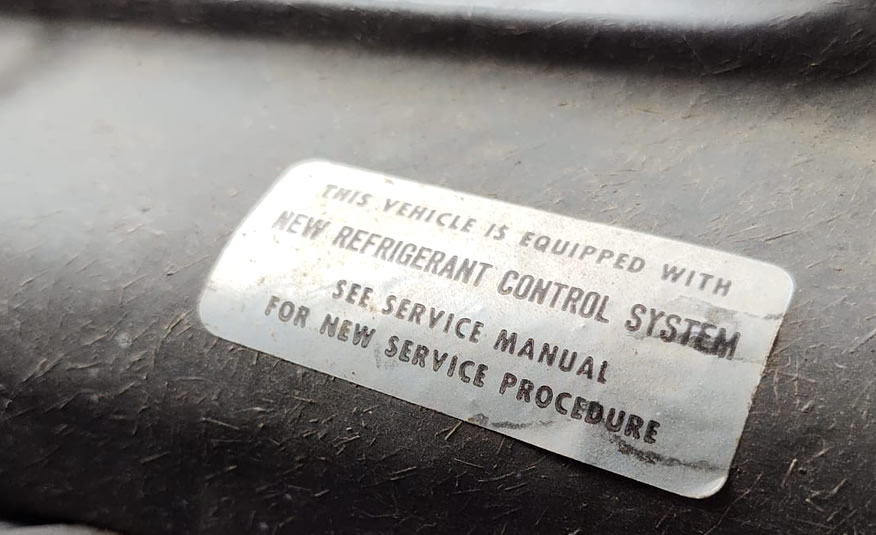 THIS VEHICLE IS EQUIPPED WITH
NEW REFRIGERANT CONTROL SYSTEM
SEE SERVICE MANUAL
FOR NEW SERVICE PROCEDURE